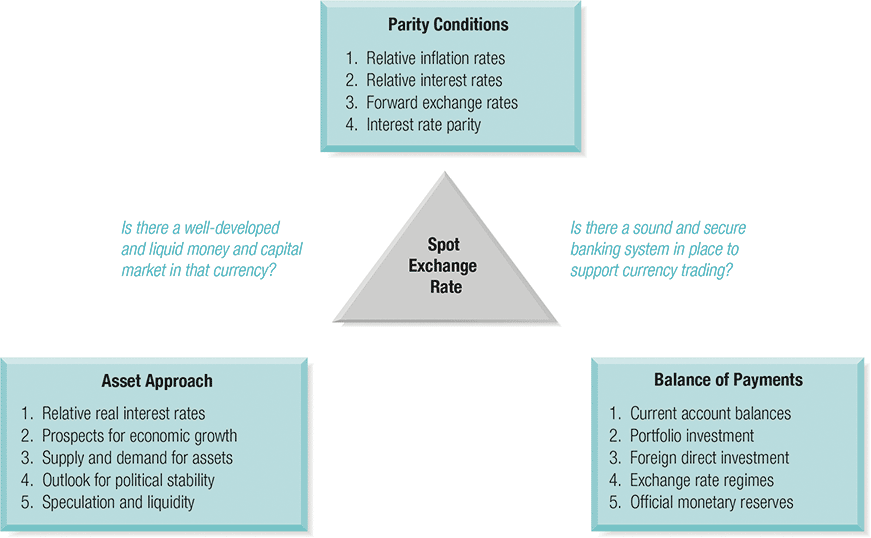 Parity Conditions
1. Relative inflation rates
2. Relative interest rates
3. Forward exchange rates
4. Interest rate parity
Is there a well-developed
and liquid money and capital
market in that currency?
Spot
Exchange
Rate
Is there a sound and secure
banking system in place to
support currency trading?
Asset Approach
1. Relative real interest rates
2. Prospects for economic growth
3. Supply and demand for assets
4. Outlook for political stability
5. Speculation and liquidity
Balance of Payments
1. Current account balances
2. Portfolio investment
3. Foreign direct investment
4. Exchange rate regimes
5. Official monetary reserves